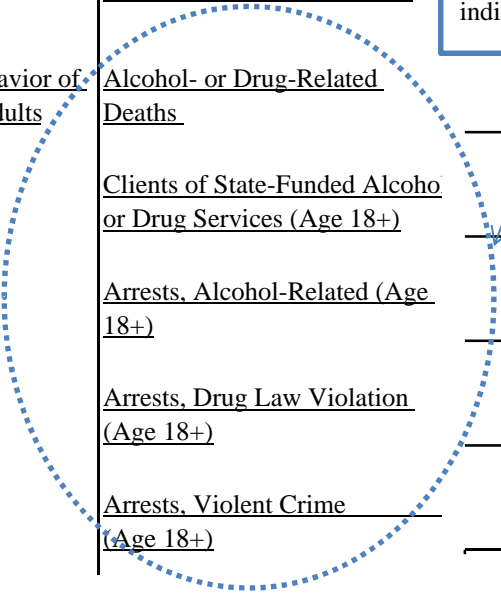 indi
avior of
dults
Alcohol- or Drug-Related
Deaths
Clients of State-Funded Alcohol
or Drug Services (Age 18+)
Arrests, Alcohol-Related (Age
18+)
Arrests, Drug Law Violation
(Age 18+)
Arrests, Violent Crime
(Age 18+)